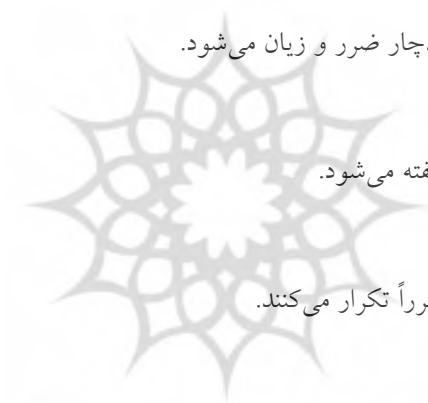 چار ضرر و زیان می‌شود.
فته می‌شود.
رراً تکرار می‌کنند.